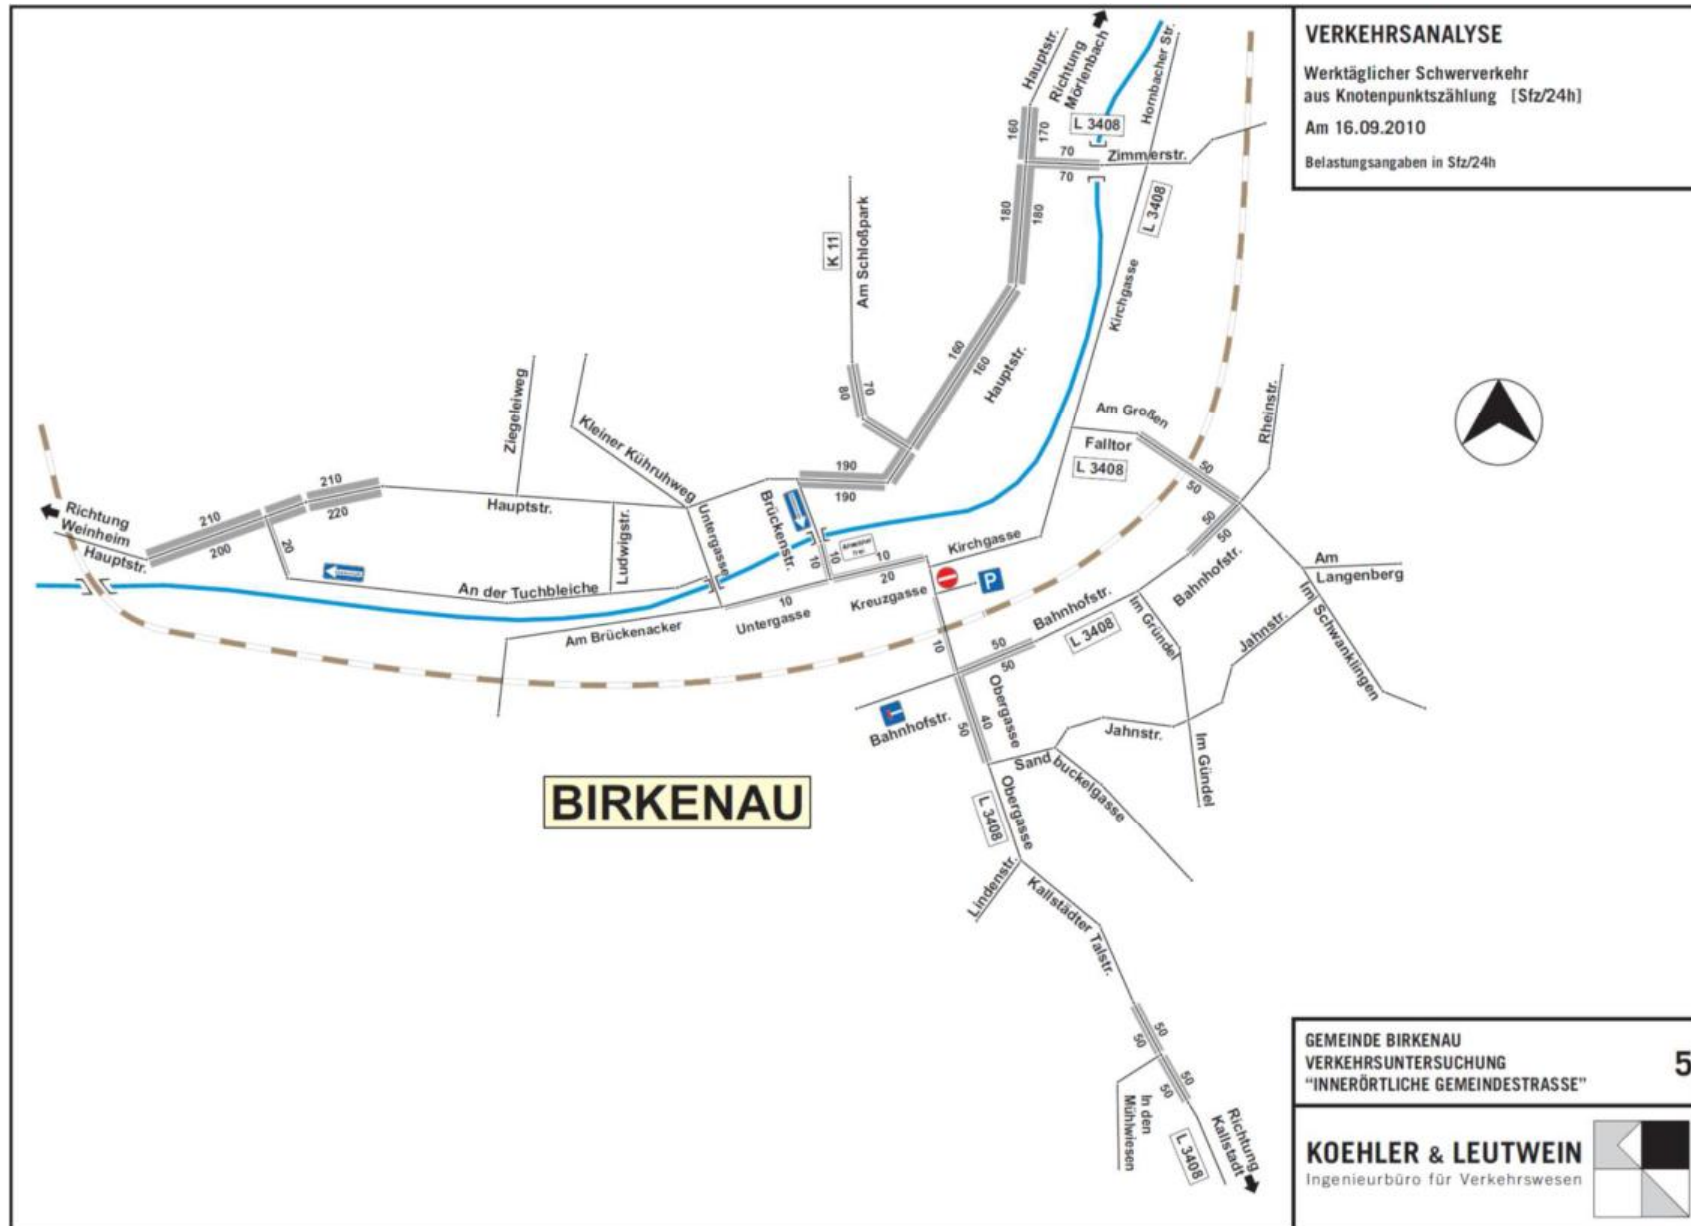 VERKEHRSANALYSE
Werktäglicher Schwerverkehr
aus Knotenpunktszählung [Sfz/24h]
Am 16.09.2010
Belastungsangaben in Sfz/24h
Hauptstr.
Richtung
Mörlenbach
Hornbacher Str.
160
170
L 3408
70
Zimmerstr.
70
180
180
L 3408
K 11
Am Schloßpark
Kirchgasse
160
160
Hauptstr.
70
80
Ziegeleiweg
Kleiner Kühruhweg
Am Großen
Falltor
L 3408
Rheinstr.
50
50
190
190
210
220
210
200
Richtung
Weinheim
Hauptstr.
20
Hauptstr.
Ludwigstr.
Untergasse
Brückenstr.
10
10
10
20
Kirchgasse
Kreuzgasse
P
An der Tuchbleiche
10
Untergasse
Am Brückenacker
50
50
Bahnhofstr.
Am
Langenberg
Im Schwanklingen
Bahnhofstr.
L 3408
Im Gründel
Jahnstr.
10
50
50
Obergasse
40
50
Bahnhofstr.
Jahnstr.
Im Gündel
Sandbuckelgasse
BIRKENAU
L 3408
Obergasse
Lindenstr.
Kallstädter Talstr.
50
50
50
50
In den
Mühlwiesen
L 3408
Richtung
Kallstadt
GEMEINDE BIRKENAU
VERKEHRSUNTERSUCHUNG
"INNERÖRTLICHE GEMEINDESTRASSE"
5
KOEHLER & LEUTWEIN
Ingenieurbüro für Verkehrswesen